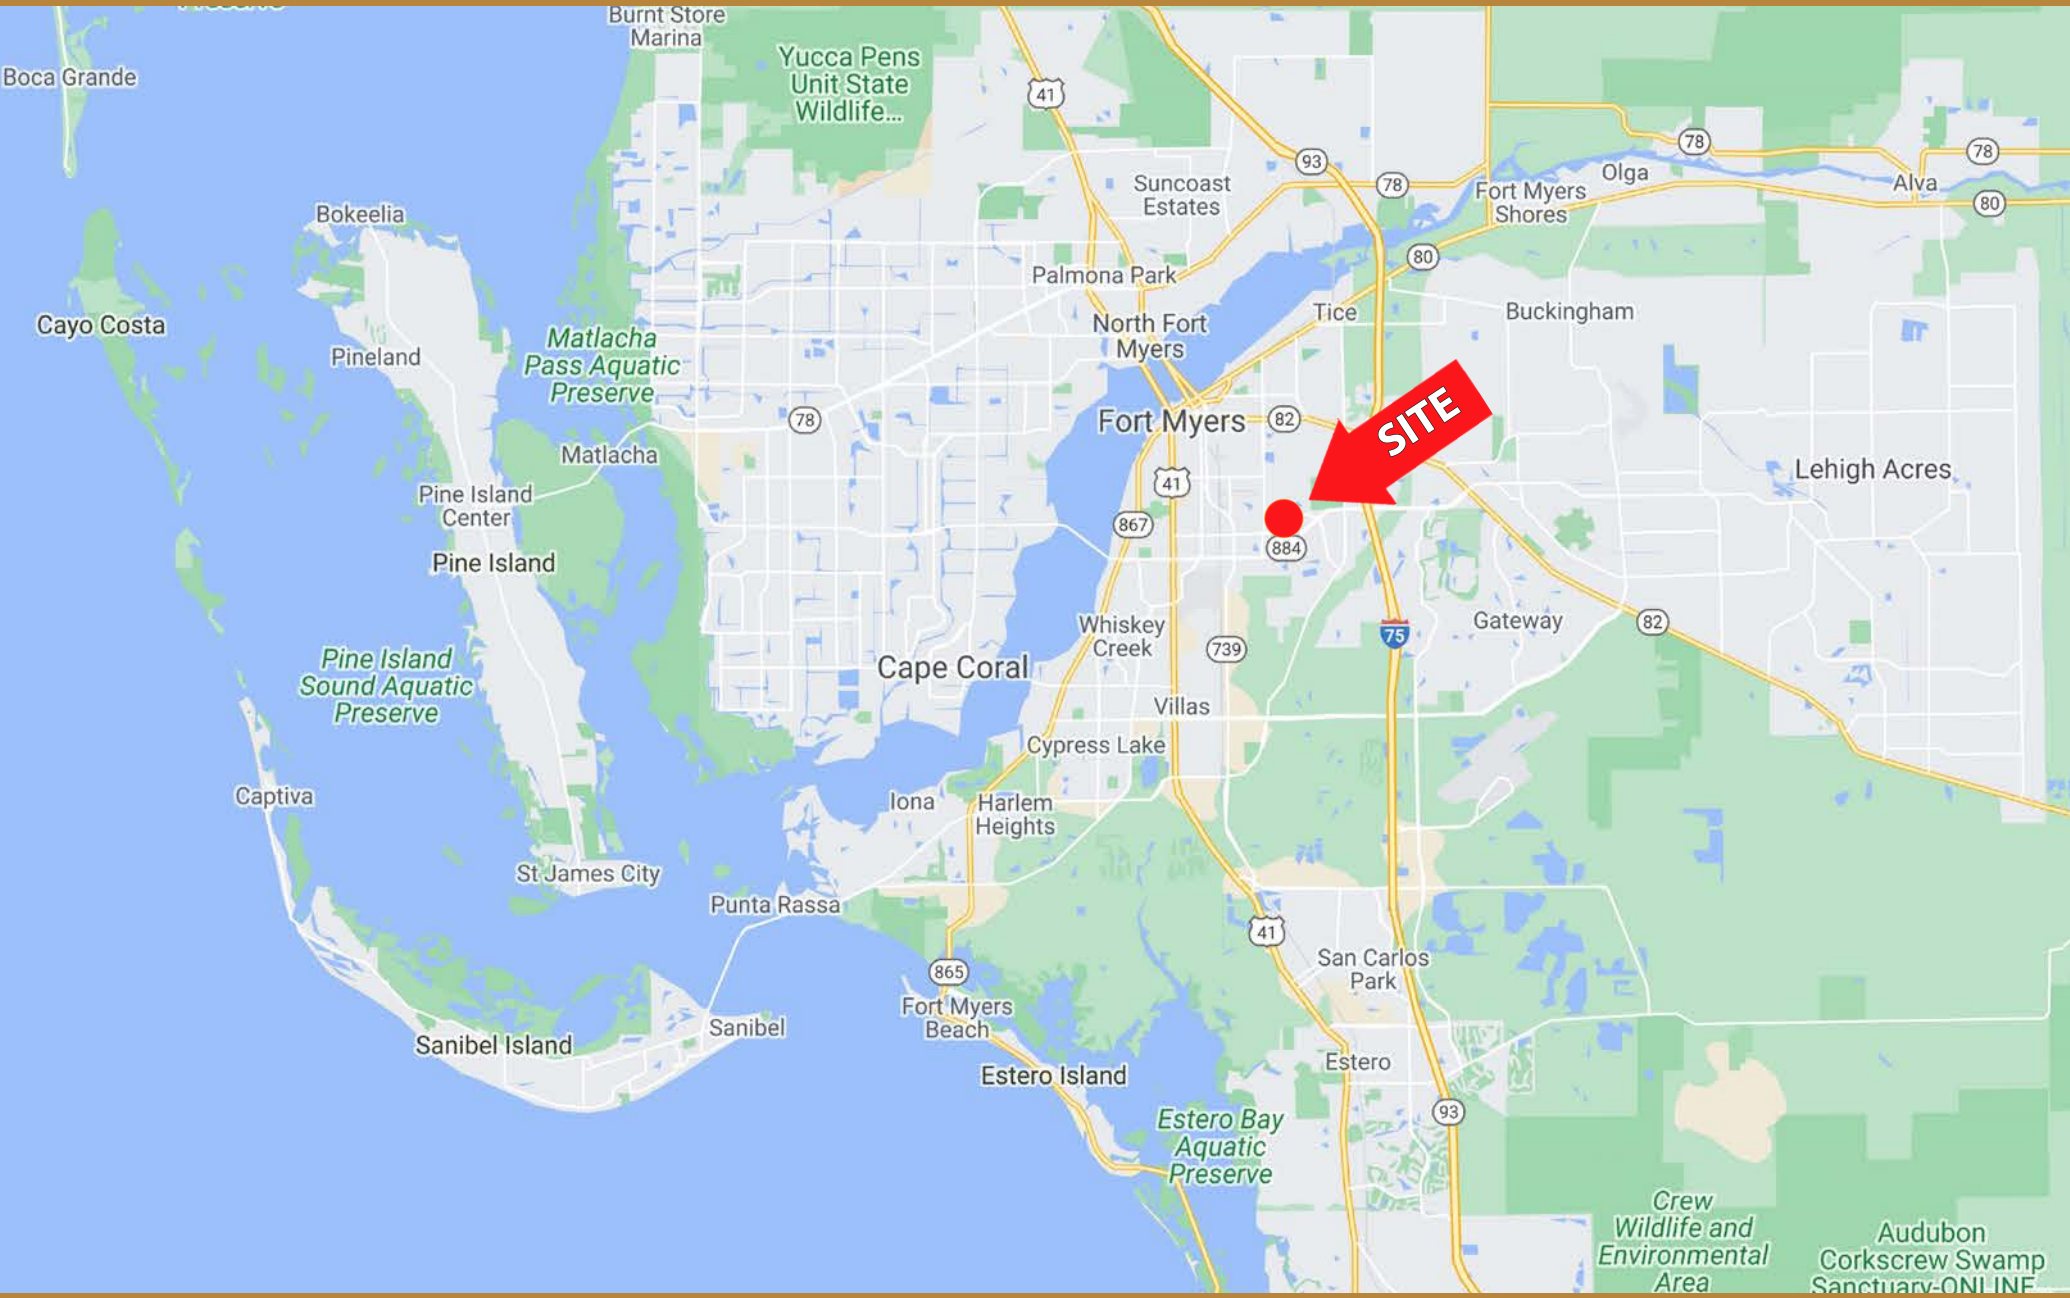 Burnt Store
Marina
Boca Grande
Yucca Pens
Unit State
Wildlife...
41
93
78
78
78
Suncoast
Estates
Fort Myers
Shores
Olga
Alva
80
Bokeelia
80
Palmona Park
Cayo Costa
Tice
Buckingham
North Fort
Myers
Matlacha
Pass Aquatic
Preserve
Pineland
SITE
78
Fort Myers
82
Matlacha
Lehigh Acres
41
Pine Island
Center
867
884
Pine Island
Whiskey
Creek
Gateway
82
75
739
Cape Coral
Pine Island
Sound Aquatic
Preserve
Villas
Cypress Lake
Captiva
Iona
Harlem
Heights
St James City
Punta Rassa
41
San Carlos
Park
865
Fort Myers
Beach
Sanibel
Sanibel Island
Estero
Estero Island
93
Estero Bay
Aquatic
Preserve
Crew
Wildlife and
Environmental
Area
Audubon
Corkscrew Swamp
Sanctuary-ONLINE...